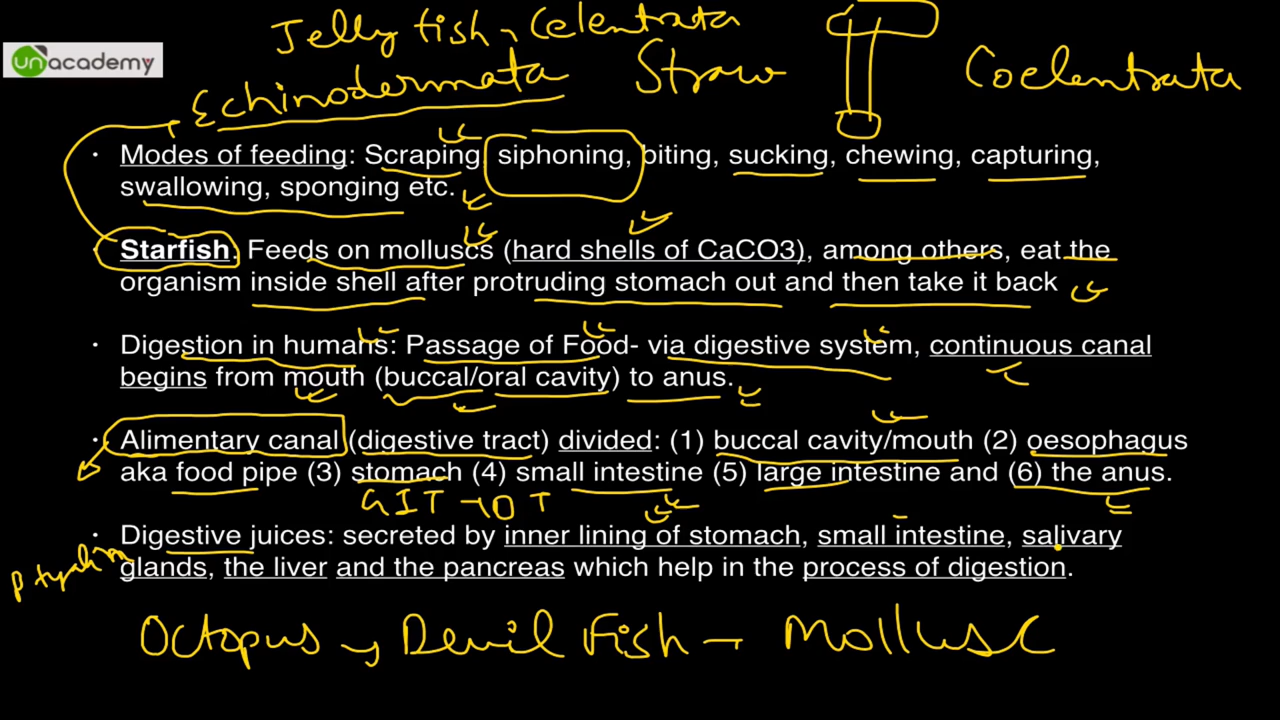 Jelly fish → Celentrata
unacademy
Echinodermata Straw Coelentrata
· Modes of feeding: Scraping, siphoning, biting, sucking, chewing, capturing,
swallowing, sponging etc.
· Starfish: Feeds on molluscs (hard shells of CaCO3), among others, eat the
organism inside shell after protruding stomach out and then take it back
· Digestion in humans: Passage of Food- via digestive system, continuous canal
begins from mouth (buccal/oral cavity) to anus.
· Alimentary canal (digestive tract) divided: (1) buccal cavity/mouth (2) oesophagus
aka food pipe (3) stomach (4) small intestine (5) large intestine and (6) the anus.
GIT → DT
· Digestive juices: secreted by inner lining of stomach, small intestine, salivary
glands, the liver and the pancreas which help in the process of digestion.
ptyalin
Octopus → Devil Fish → Mollusc